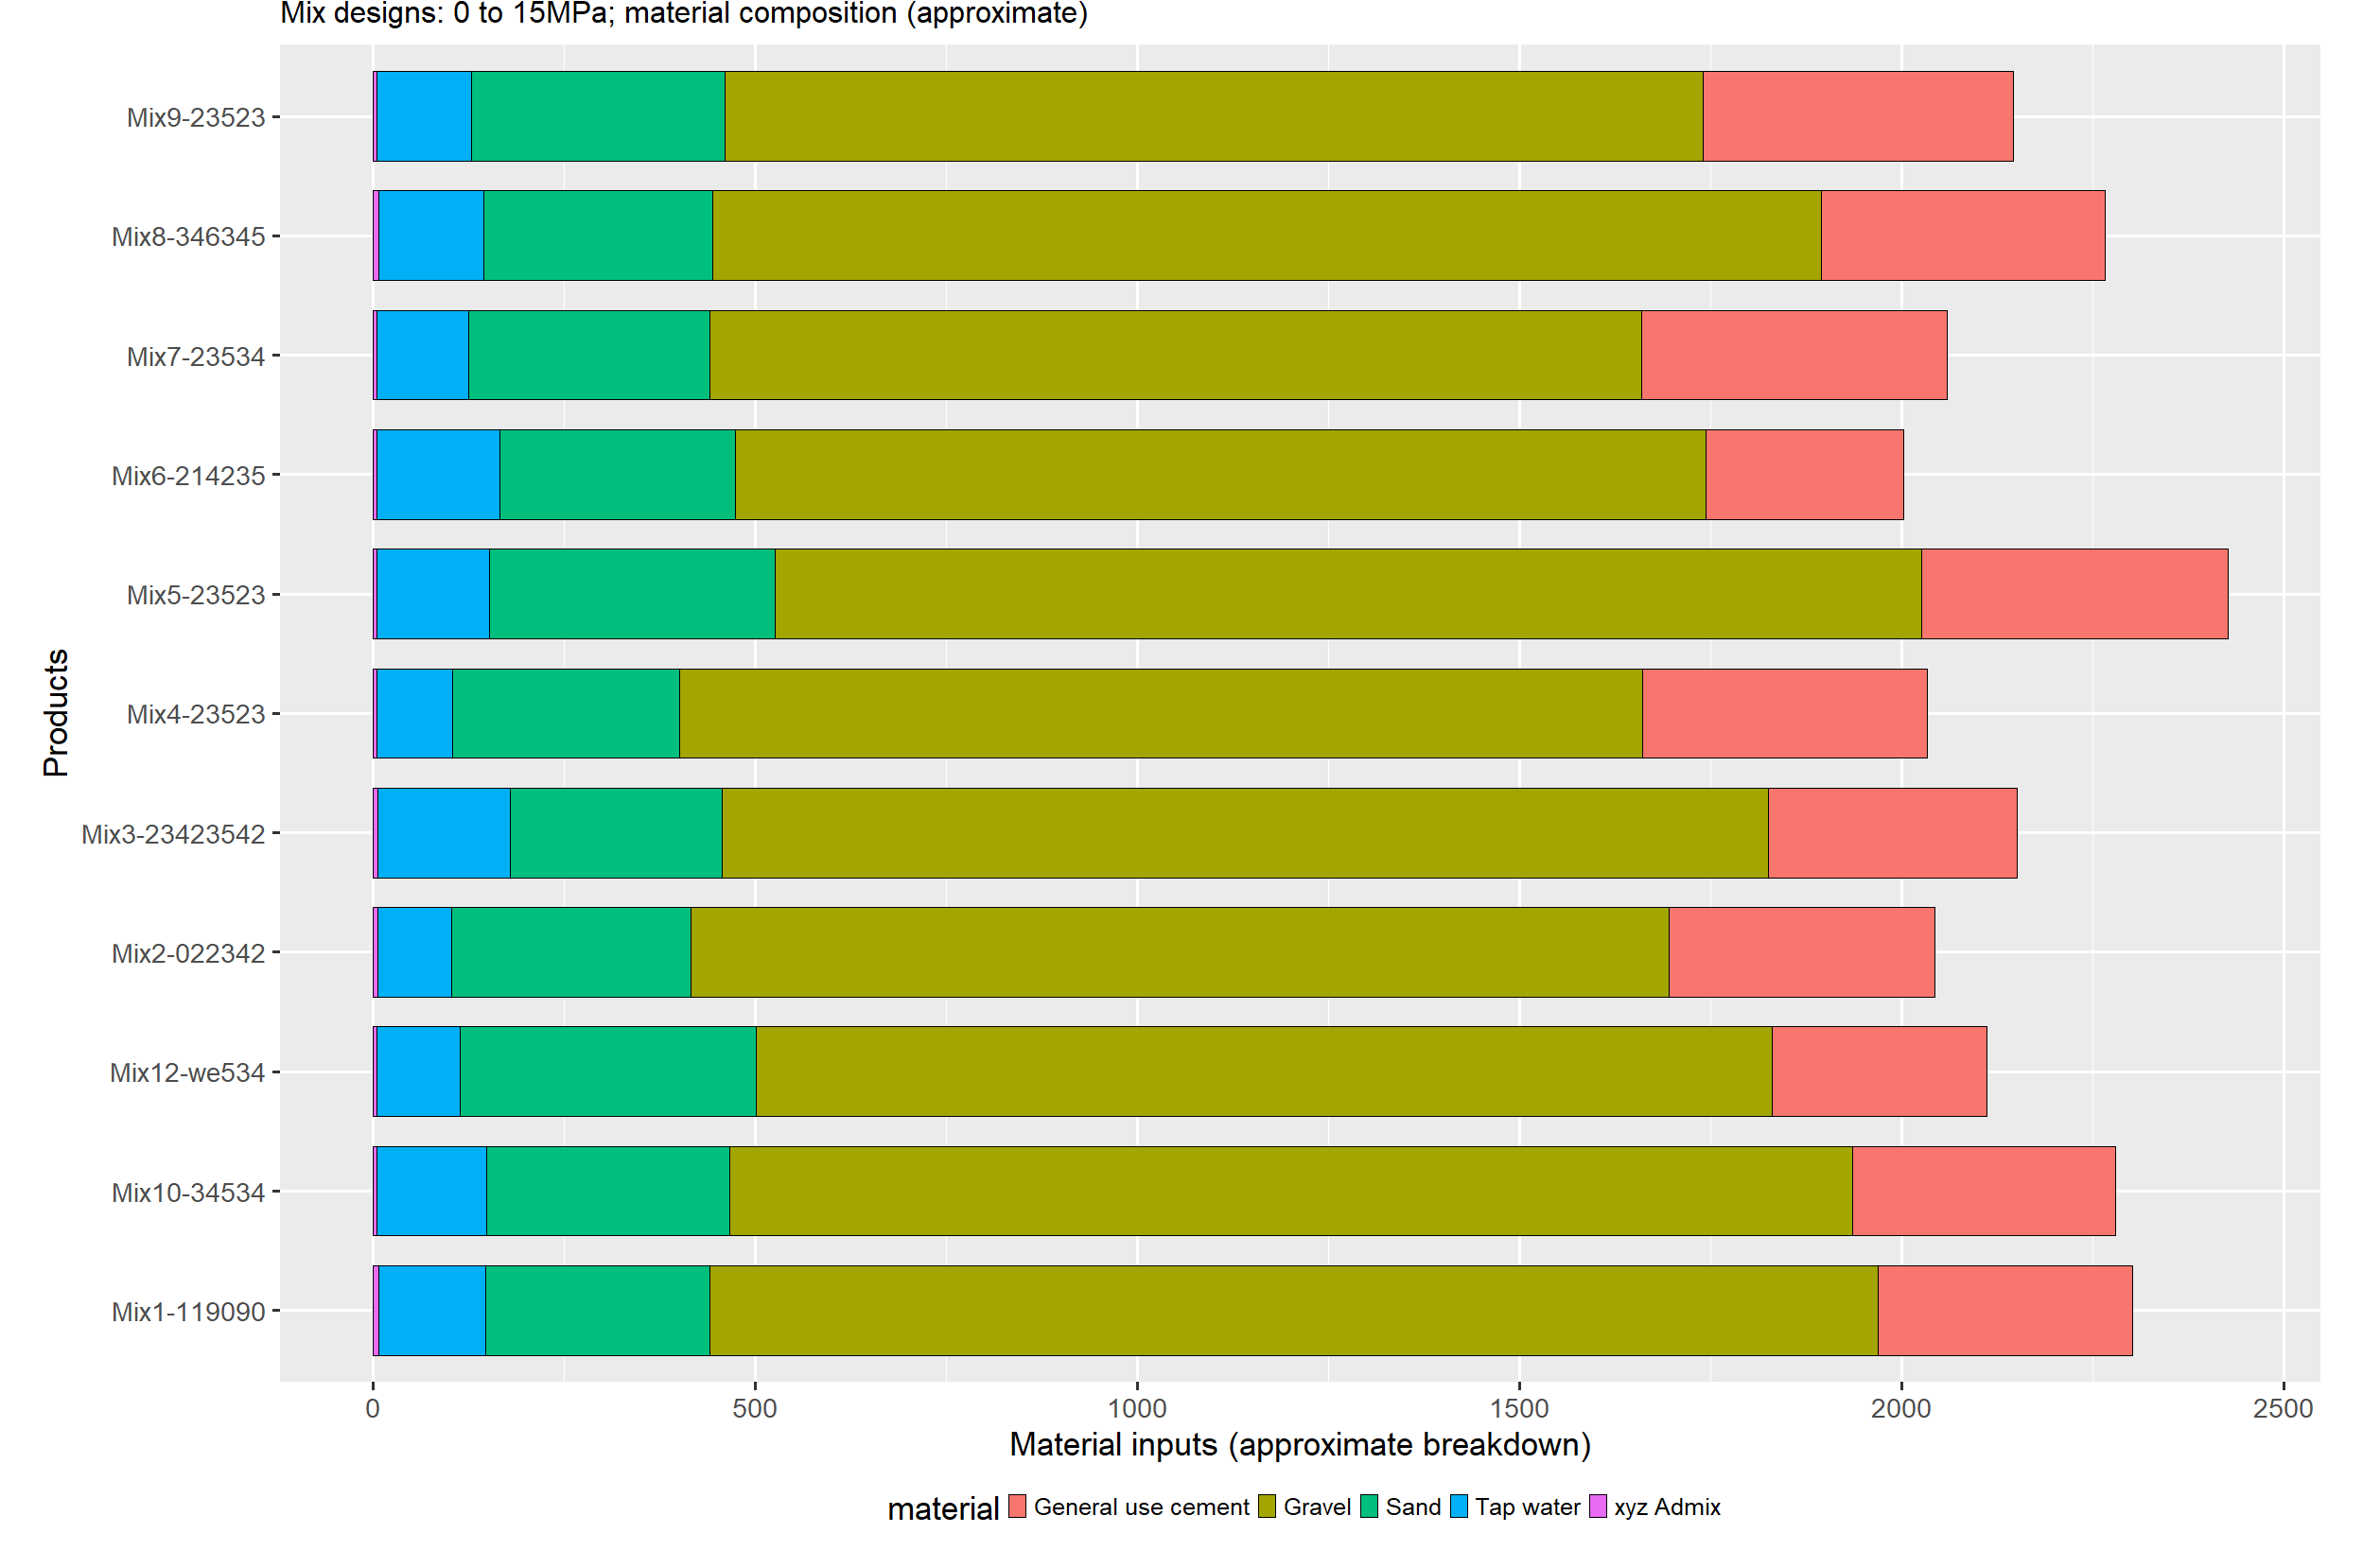 Mix designs: 0 to 15MPa; material composition (approximate)
Products
Mix9-23523
Mix8-346345
Mix7-23534
Mix6-214235
Mix5-23523
Mix4-23523
Mix3-23423542
Mix2-022342
Mix12-we534
Mix10-34534
Mix1-119090
0 500 1000 1500 2000 2500
Material inputs (approximate breakdown)
material General use cement Gravel Sand Tap water xyz Admix